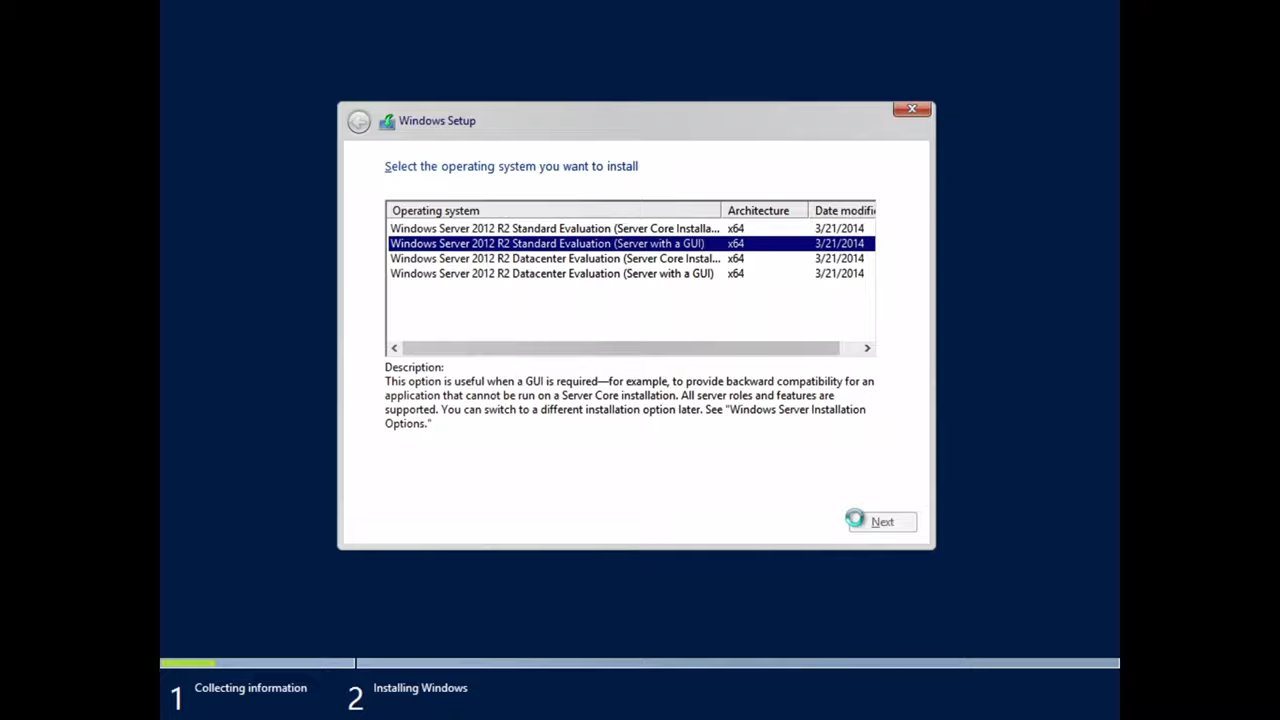 Windows Setup
Select the operating system you want to install
Operating system Architecture Date modifi
Windows Server 2012 R2 Standard Evaluation (Server Core Installa... x64 3/21/2014
Windows Server 2012 R2 Standard Evaluation (Server with a GUI) x64 3/21/2014
Windows Server 2012 R2 Datacenter Evaluation (Server Core Instal... x64 3/21/2014
Windows Server 2012 R2 Datacenter Evaluation (Server with a GUI) x64 3/21/2014
Description:
This option is useful when a GUI is required—for example, to provide backward compatibility for an
application that cannot be run on a Server Core installation. All server roles and features are
supported. You can switch to a different installation option later. See "Windows Server Installation
Options."
Next
1 Collecting information 2 Installing Windows